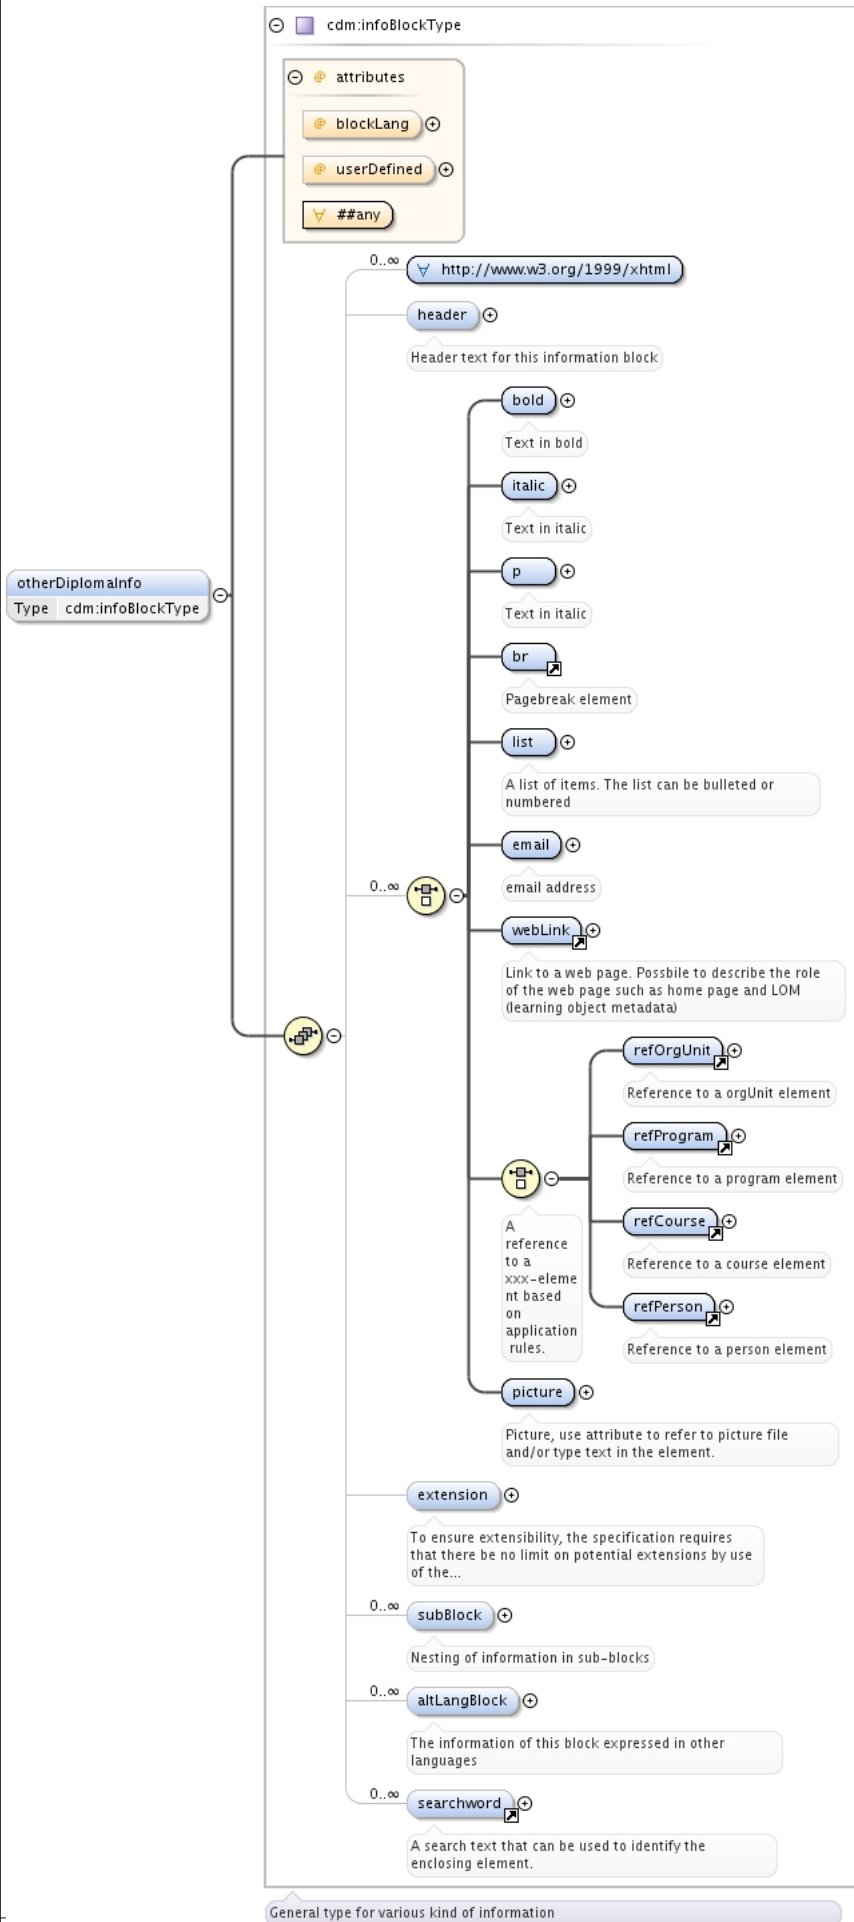 cdm:infoBlockType
@ attributes
@ blockLang
@ userDefined
##any
0..∞
http://www.w3.org/1999/xhtml
header
Header text for this information block
bold
Text in bold
italic
Text in italic
otherDiplomaInfo
Type cdm:infoBlockType
p
Text in italic
br
Pagebreak element
list
A list of items. The list can be bulleted or
numbered
email
0..∞
email address
webLink
Link to a web page. Possbile to describe the role
of the web page such as home page and LOM
(learning object metadata)
refOrgUnit
Reference to a orgUnit element
refProgram
Reference to a program element
A
reference
to a
xxx-eleme
nt based
on
application
rules.
refCourse
Reference to a course element
refPerson
Reference to a person element
picture
Picture, use attribute to refer to picture file
and/or type text in the element.
extension
To ensure extensibility, the specification requires
that there be no limit on potential extensions by use
of the...
0..∞
subBlock
Nesting of information in sub-blocks
0..∞
altLangBlock
The information of this block expressed in other
languages
0..∞
searchword
A search text that can be used to identify the
enclosing element.
General type for various kind of information